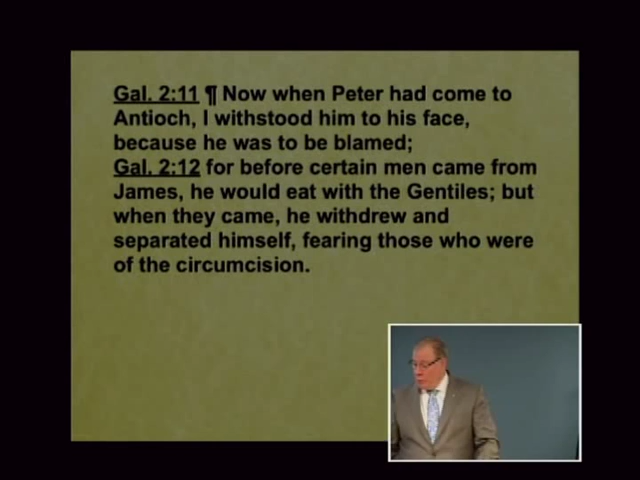 Gal. 2:11 ¶ Now when Peter had come to
Antioch, I withstood him to his face,
because he was to be blamed;
Gal. 2:12 for before certain men came from
James, he would eat with the Gentiles; but
when they came, he withdrew and
separated himself, fearing those who were
of the circumcision.